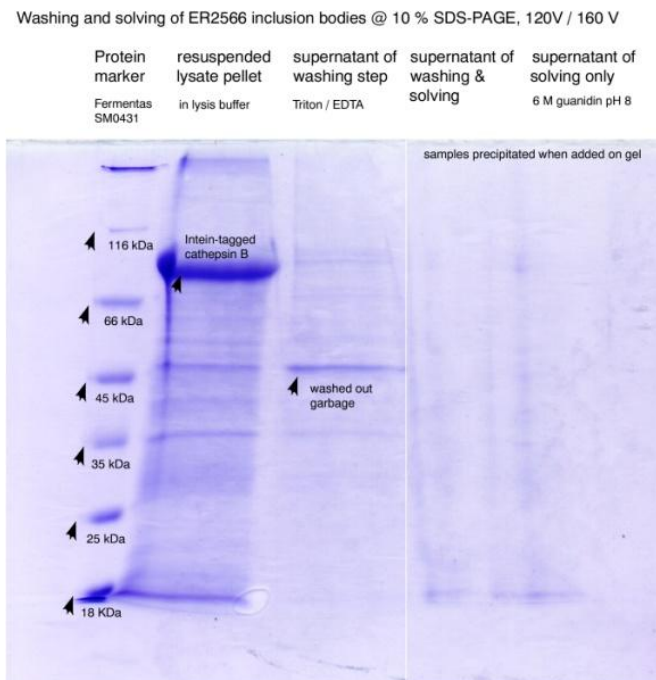 Washing and solving of ER2566 inclusion bodies @ 10 % SDS-PAGE, 120V / 160 V
Protein
marker
Fermentas
SM0431
resuspended
lysate pellet
in lysis buffer
supernatant of
washing step
Triton / EDTA
supernatant of
washing &
solving
supernatant of
solving only
6 M guanidin pH 8
samples precipitated when added on gel
116 kDa
Intein-tagged
cathepsin B
66 kDa
45 kDa
washed out
garbage
35 kDa
25 kDa
18 KDa